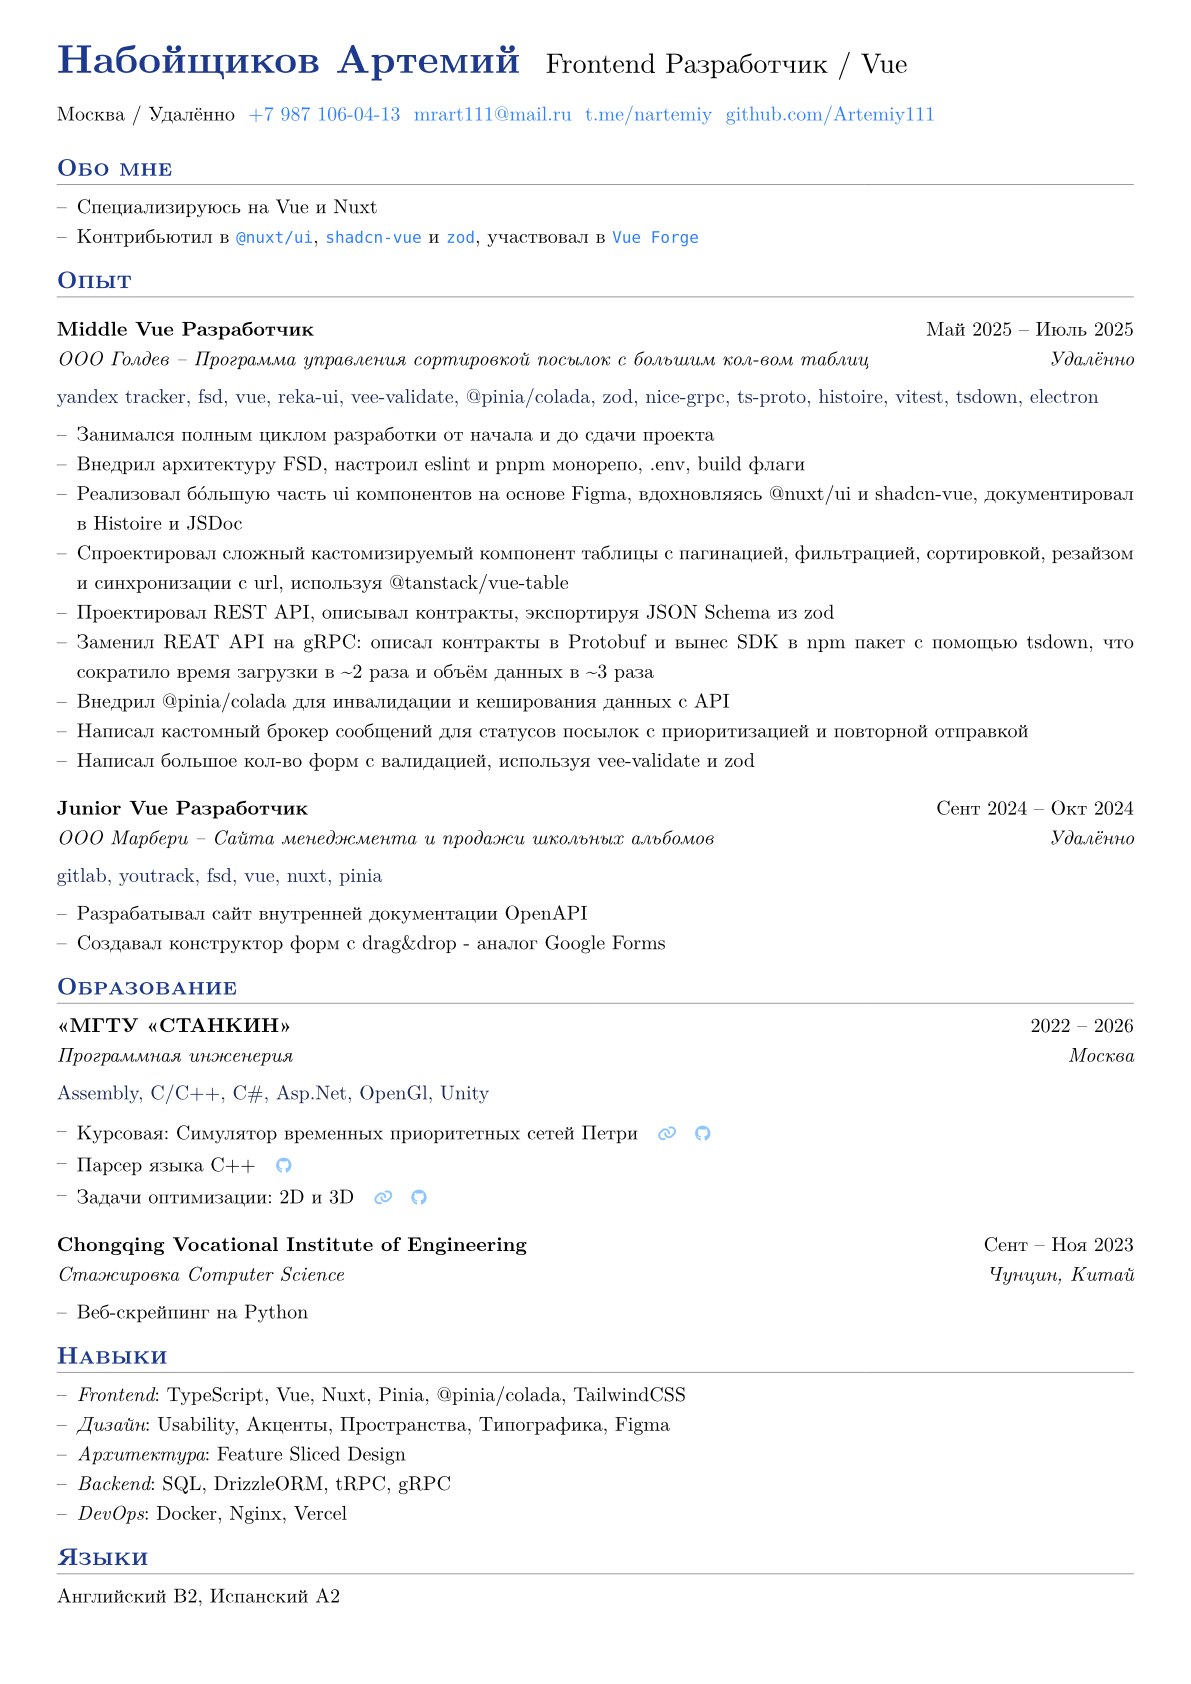 Набойщиков Артемий Frontend Разработчик / Vue
Москва / Удалённо +7 987 106-04-13 mrart111@mail.ru t.me/nartemiy github.com/Artemiy111
Обо мне
– Специализируюсь на Vue и Nuxt
– Контрибьютил в @nuxt/ui, shadcn-vue и zod, участвовал в Vue Forge
Опыт
Middle Vue Разработчик Май 2025 – Июль 2025
ООО Голдев – Программа управления сортировкой посылок с большим кол-вом таблиц Удалённо
yandex tracker, fsd, vue, reka-ui, vee-validate, @pinia/colada, zod, nice-grpc, ts-proto, histoire, vitest, tsdown, electron
– Занимался полным циклом разработки от начала и до сдачи проекта
– Внедрил архитектуру FSD, настроил eslint и pnpm монорепо, .env, build флаги
– Реализовал бо́льшую часть ui компонентов на основе Figma, вдохновляясь @nuxt/ui и shadcn-vue, документировал
в Histoire и JSDoc
– Спроектировал сложный кастомизируемый компонент таблицы с пагинацией, фильтрацией, сортировкой, резайзом
и синхронизации с url, используя @tanstack/vue-table
– Проектировал REST API, описывал контракты, экспортируя JSON Schema из zod
– Заменил REAT API на gRPC: описал контракты в Protobuf и вынес SDK в npm пакет с помощью tsdown, что
сократило время загрузки в ~2 раза и объём данных в ~3 раза
– Внедрил @pinia/colada для инвалидации и кеширования данных с API
– Написал кастомный брокер сообщений для статусов посылок с приоритизацией и повторной отправкой
– Написал большое кол-во форм с валидацией, используя vee-validate и zod
Junior Vue Разработчик Сент 2024 – Окт 2024
ООО Марбери – Сайта менеджмента и продажи школьных альбомов Удалённо
gitlab, youtrack, fsd, vue, nuxt, pinia
– Разрабатывал сайт внутренней документации OpenAPI
– Создавал конструктор форм с drag&drop - аналог Google Forms
Образование
«МГТУ «СТАНКИН» 2022 – 2026
Программная инженерия Москва
Assembly, C/C++, C#, Asp.Net, OpenGl, Unity
– Курсовая: Симулятор временных приоритетных сетей Петри
– Парсер языка C++
– Задачи оптимизации: 2D и 3D
Chongqing Vocational Institute of Engineering Сент – Ноя 2023
Стажировка Computer Science Чунцин, Китай
– Веб-скрейпинг на Python
Навыки
– Frontend: TypeScript, Vue, Nuxt, Pinia, @pinia/colada, TailwindCSS
– Дизайн: Usability, Акценты, Пространства, Типографика, Figma
– Архитектура: Feature Sliced Design
– Backend: SQL, DrizzleORM, tRPC, gRPC
– DevOps: Docker, Nginx, Vercel
Языки
Английский B2, Испанский A2